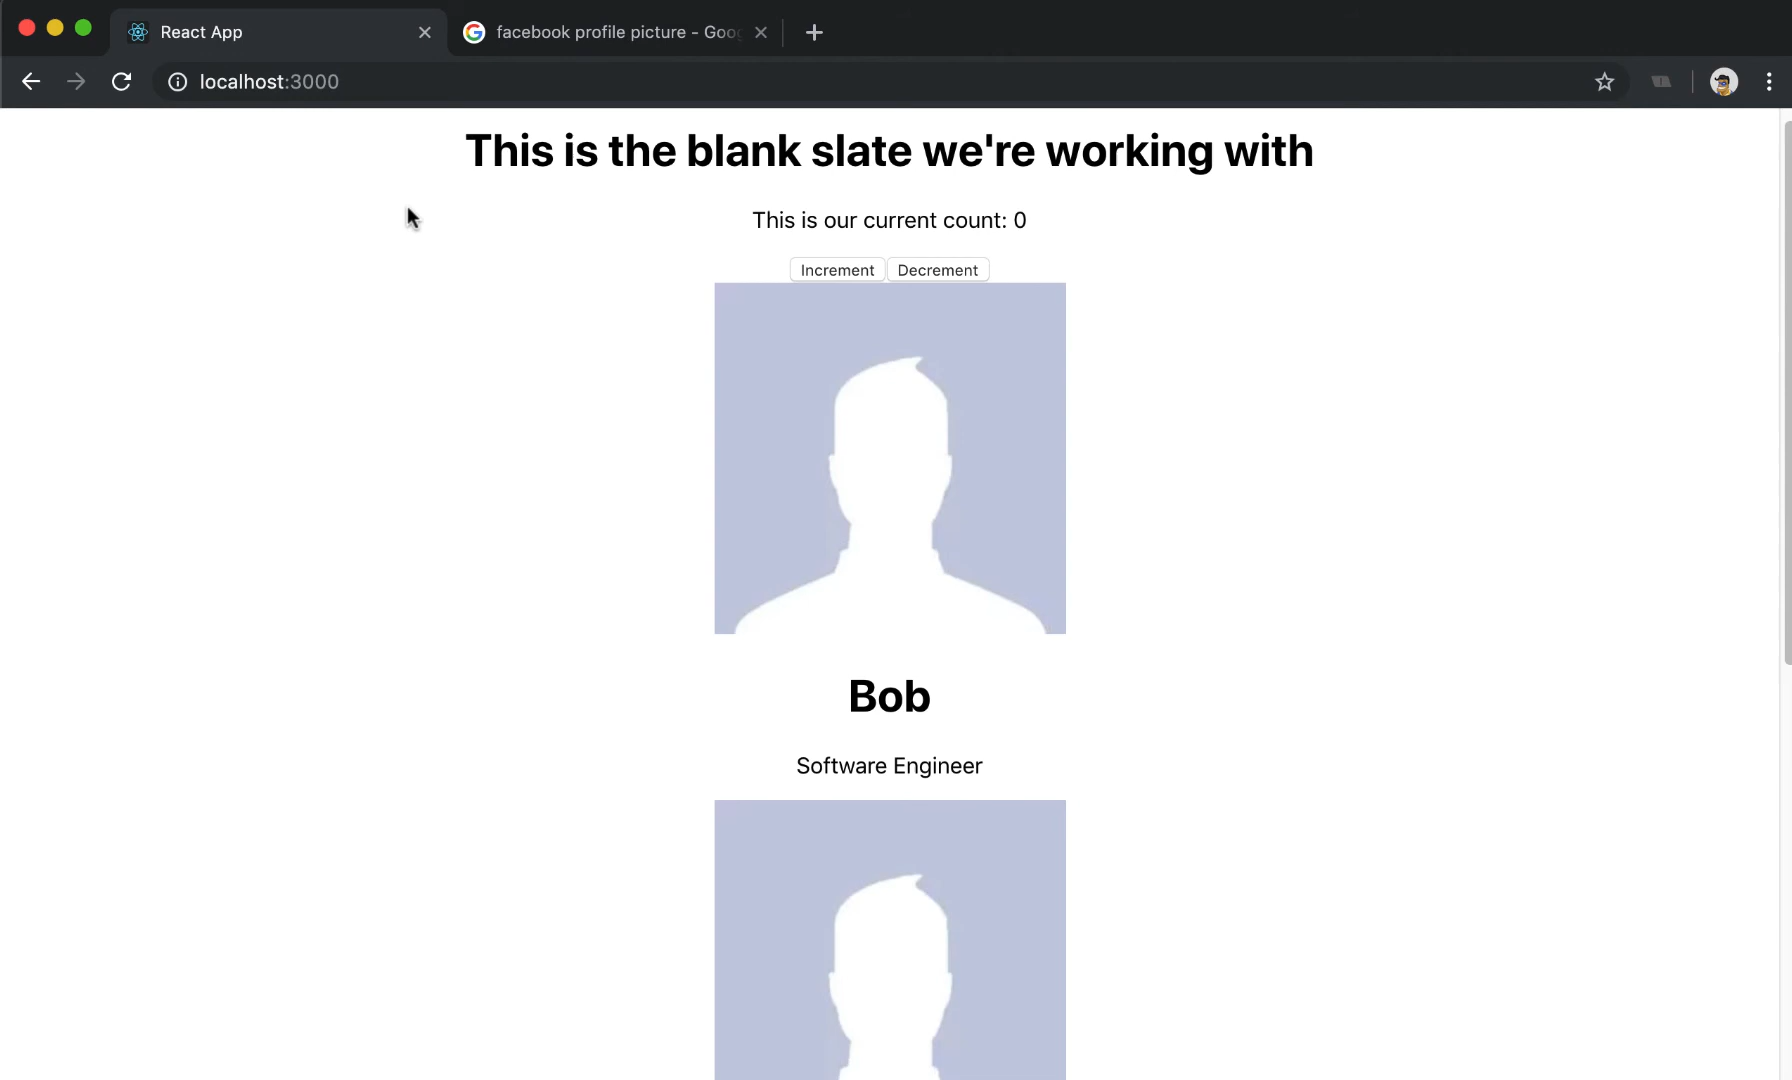 React App
facebook profile picture - Goog
localhost:3000
This is the blank slate we're working with
This is our current count: 0
Increment Decrement
Bob
Software Engineer